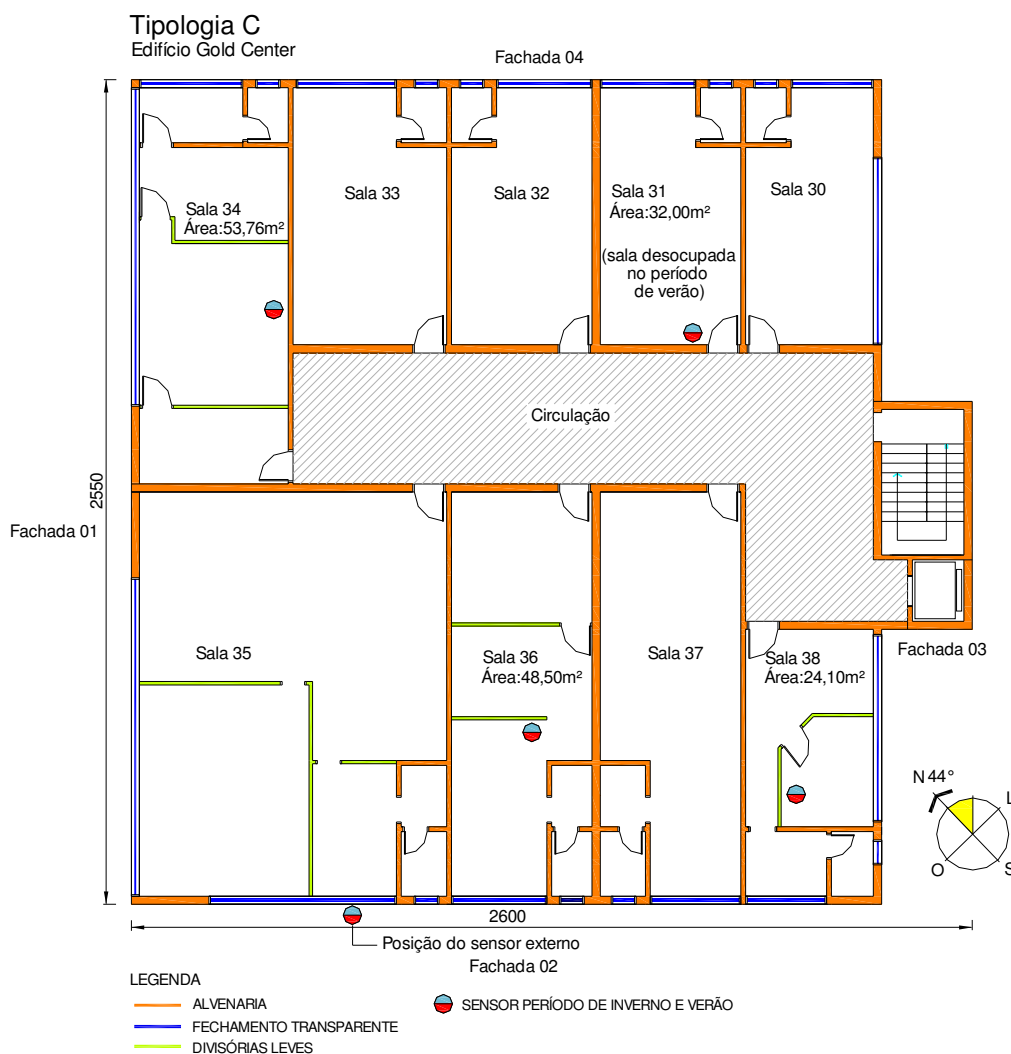 Tipologia C
Edifício Gold Center
Fachada 04
Sala 34
Área:53,76m²
Sala 33
Sala 32
Sala 31
Área:32,00m²
(sala desocupada
no período
de verão)
Sala 30
Circulação
2550
Fachada 01
Sala 35
Sala 36
Área:48,50m²
Sala 37
Sala 38
Área:24,10m²
Fachada 03
N 44°
L
O
S
2600
Posição do sensor externo
Fachada 02
LEGENDA
ALVENARIA
FECHAMENTO TRANSPARENTE
DIVISÓRIAS LEVES
SENSOR PERÍODO DE INVERNO E VERÃO